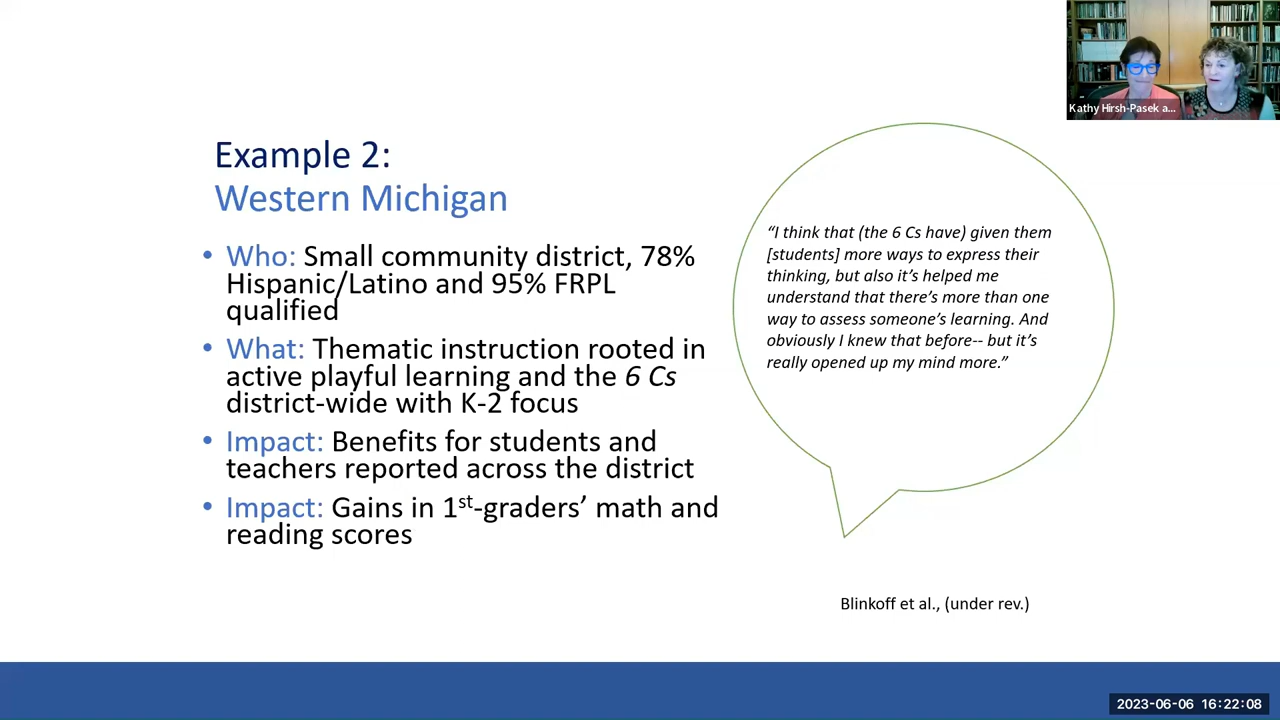 Kathy Hirsh-Pasek a...
Example 2:
Western Michigan
• Who: Small community district, 78%
Hispanic/Latino and 95% FRPL
qualified
• What: Thematic instruction rooted in
active playful learning and the 6 Cs
district-wide with K-2 focus
• Impact: Benefits for students and
teachers reported across the district
• Impact: Gains in 1st-graders’ math and
reading scores
“I think that (the 6 Cs have) given them
[students] more ways to express their
thinking, but also it’s helped me
understand that there’s more than one
way to assess someone’s learning. And
obviously I knew that before-- but it’s
really opened up my mind more.”
Blinkoff et al., (under rev.)
2023-06-06 16:22:08